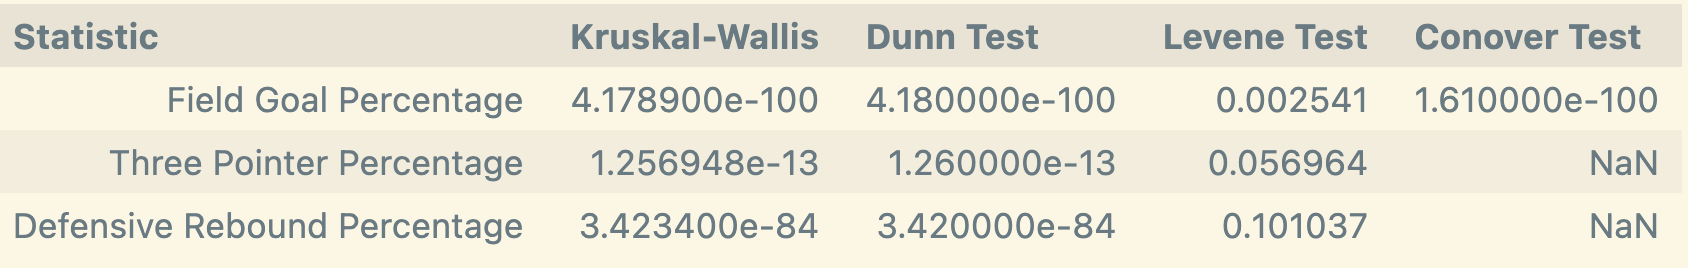 Statistic Kruskal-Wallis Dunn Test Levene Test Conover Test
Field Goal Percentage 4.178900e-100 4.180000e-100 0.002541 1.610000e-100
Three Pointer Percentage 1.256948e-13 1.260000e-13 0.056964 NaN
Defensive Rebound Percentage 3.423400e-84 3.420000e-84 0.101037 NaN